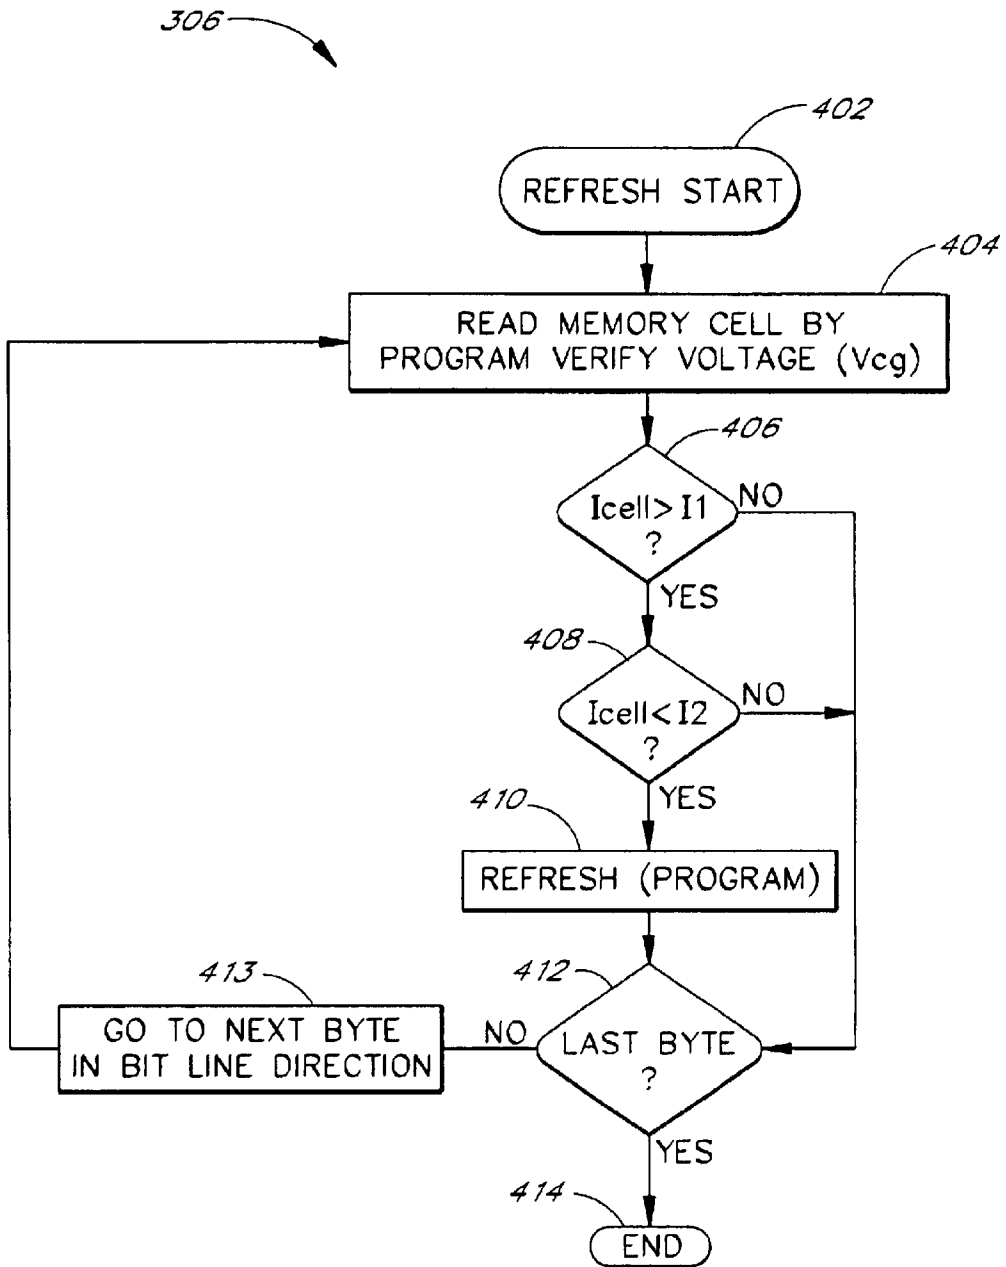 306
402
REFRESH START
404
READ MEMORY CELL BY
PROGRAM VERIFY VOLTAGE (Vcg)
406
Icell> I1
?
NO
YES
408
Icell< I2
?
NO
YES
410
REFRESH (PROGRAM)
412
413
GO TO NEXT BYTE
IN BIT LINE DIRECTION
NO
LAST BYTE
?
YES
414
END